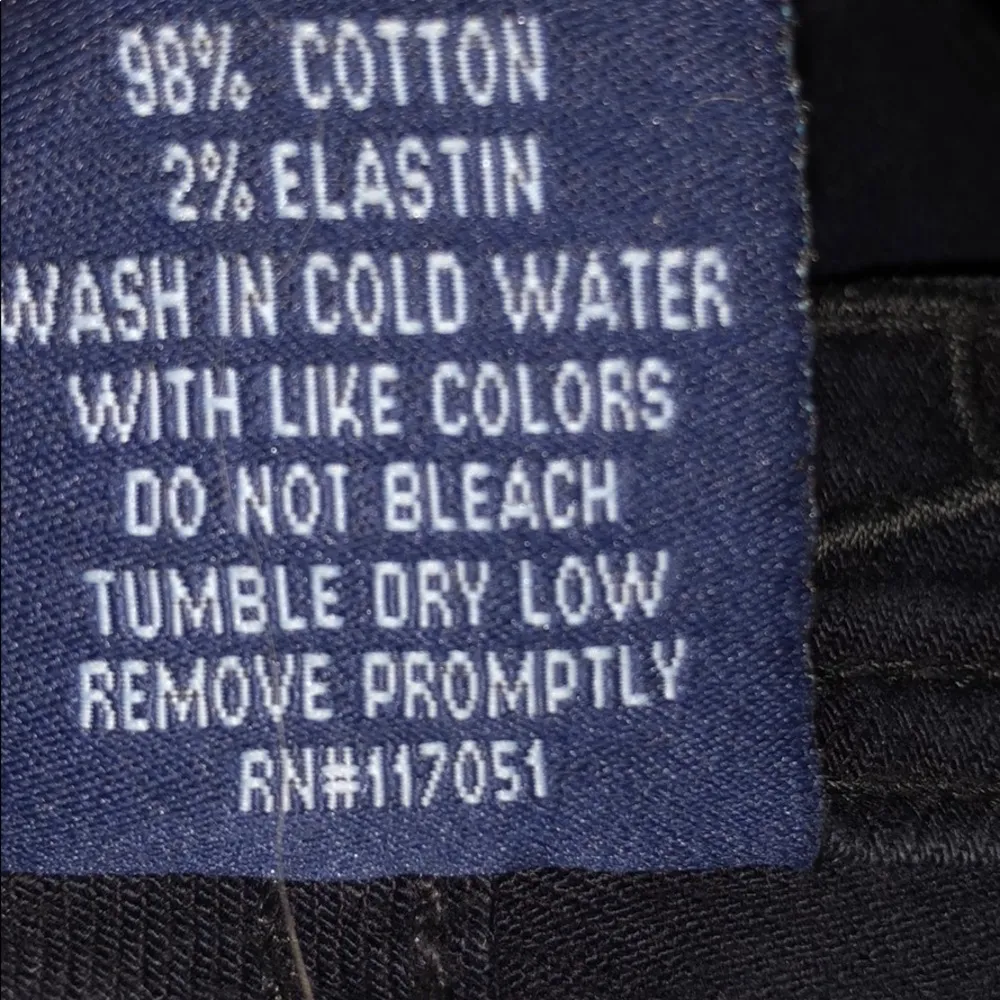 98% COTTON
2% ELASTIN
WASH IN COLD WATER
WITH LIKE COLORS
DO NOT BLEACH
TUMBLE DRY LOW
REMOVE PROMPTLY
RN#117051